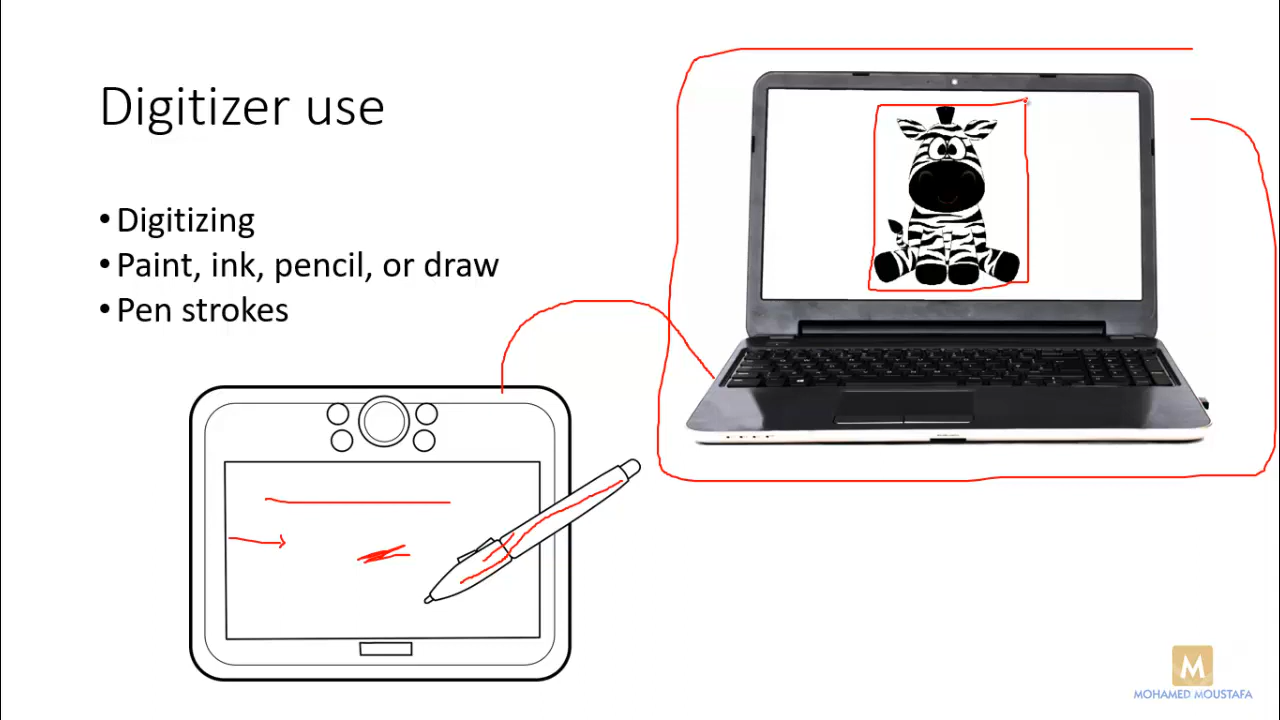 Digitizer use
• Digitizing
• Paint, ink, pencil, or draw
• Pen strokes
M
MOHAMED MOUSTAFA